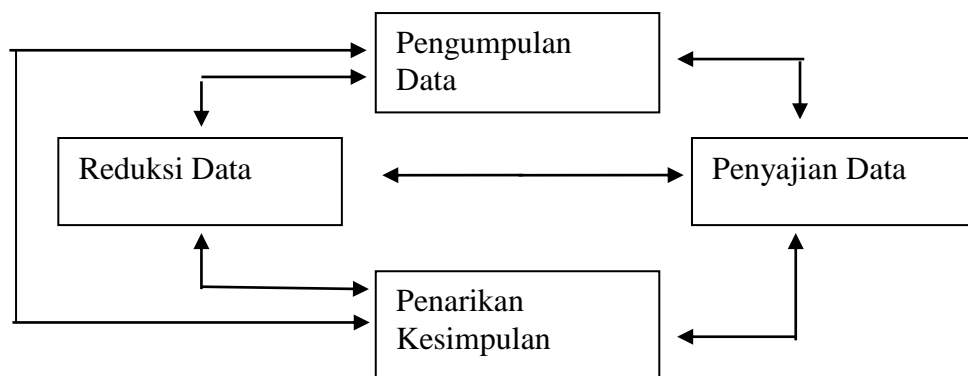 Pengumpulan
Data
Reduksi Data
Penyajian Data
Penarikan
Kesimpulan